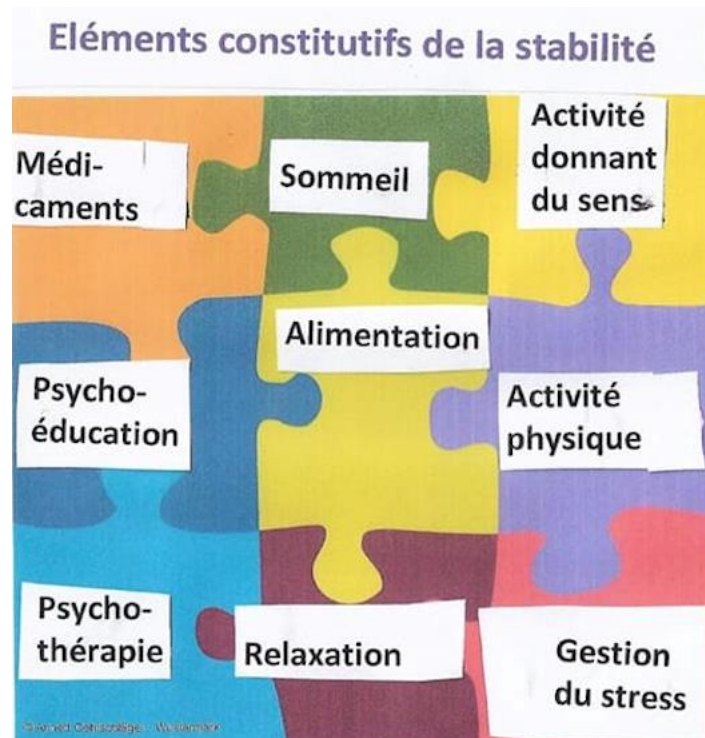 Eléments constitutifs de la stabilité
Médi-
caments
Sommeil
Activité
donnant
du sens
Alimentation
Psycho-
éducation
Activité
physique
Psycho-
thérapie
Relaxation
Gestion
du stress